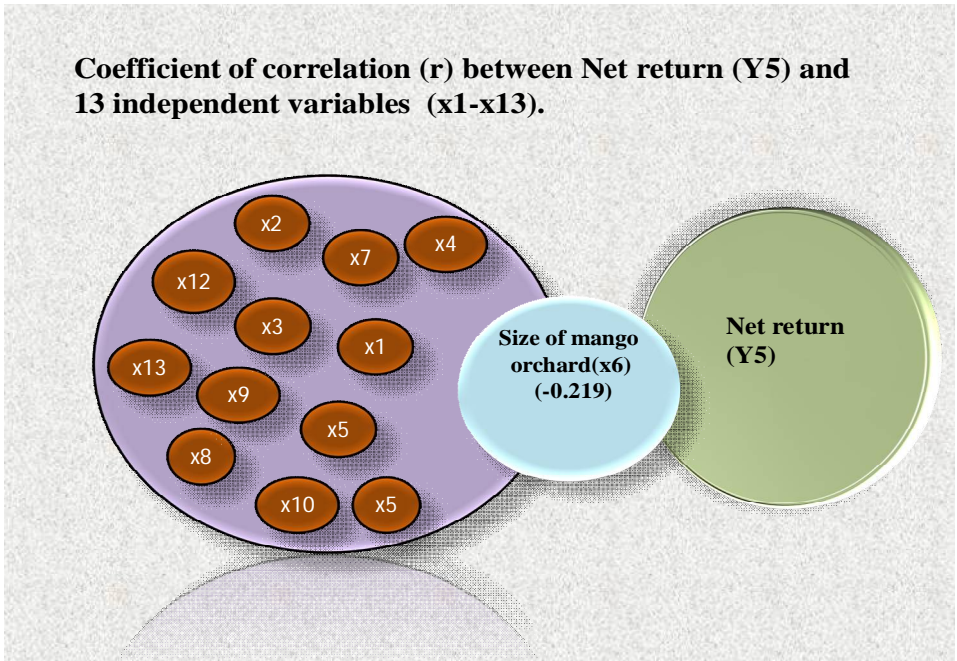 Coefficient of correlation (r) between Net return (Y5) and
13 independent variables (x1-x13).
x2
x7
x4
x12
x3
x1
x13
x9
x5
x8
x10
x5
Size of mango
orchard(x6)
(-0.219)
Net return
(Y5)